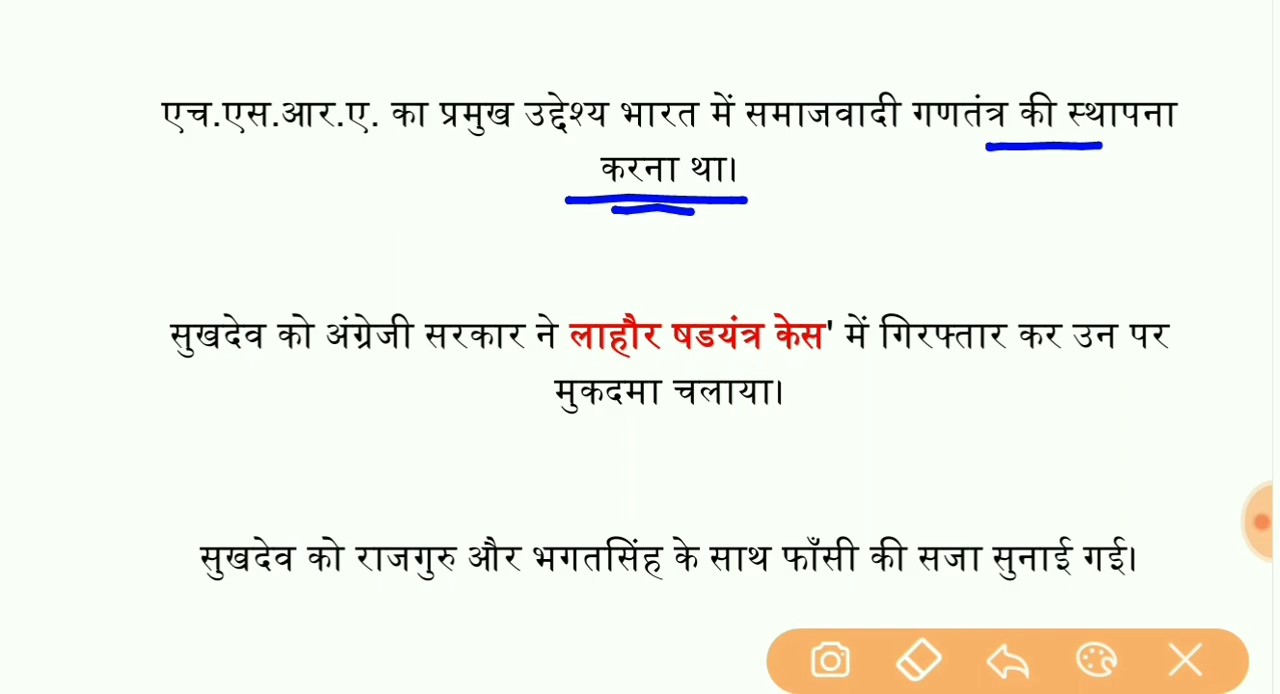 एच.एस.आर.ए. का प्रमुख उद्देश्य भारत में समाजवादी गणतंत्र की स्थापना
करना था।
सुखदेव को अंग्रेजी सरकार ने लाहौर षडयंत्र केस' में गिरफ्तार कर उन पर
मुकदमा चलाया।
सुखदेव को राजगुरु और भगतसिंह के साथ फाँसी की सजा सुनाई गई।